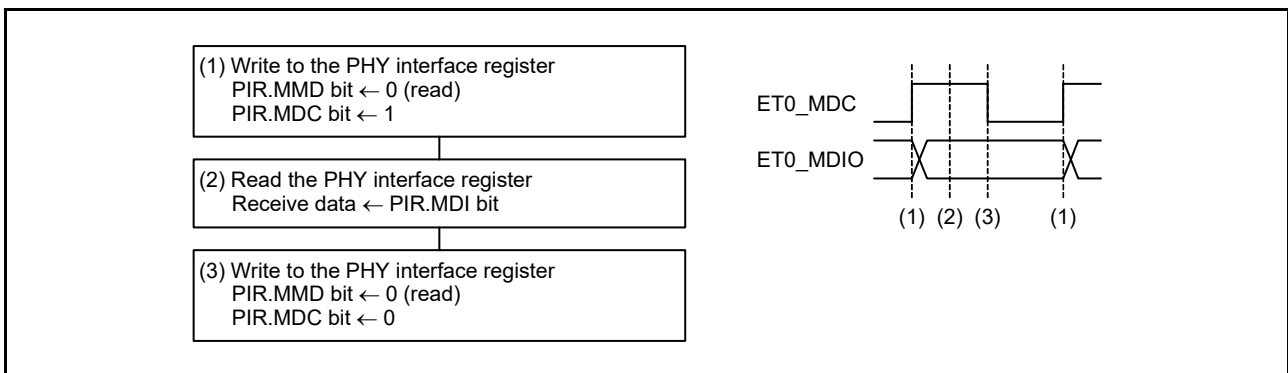 (1) Write to the PHY interface register
PIR.MMD bit ← 0 (read)
PIR.MDC bit ← 1
(2) Read the PHY interface register
Receive data ← PIR.MDI bit
(3) Write to the PHY interface register
PIR.MMD bit ← 0 (read)
PIR.MDC bit ← 0
ET0_MDC
ET0_MDIO
(1) (2) (3) (1)